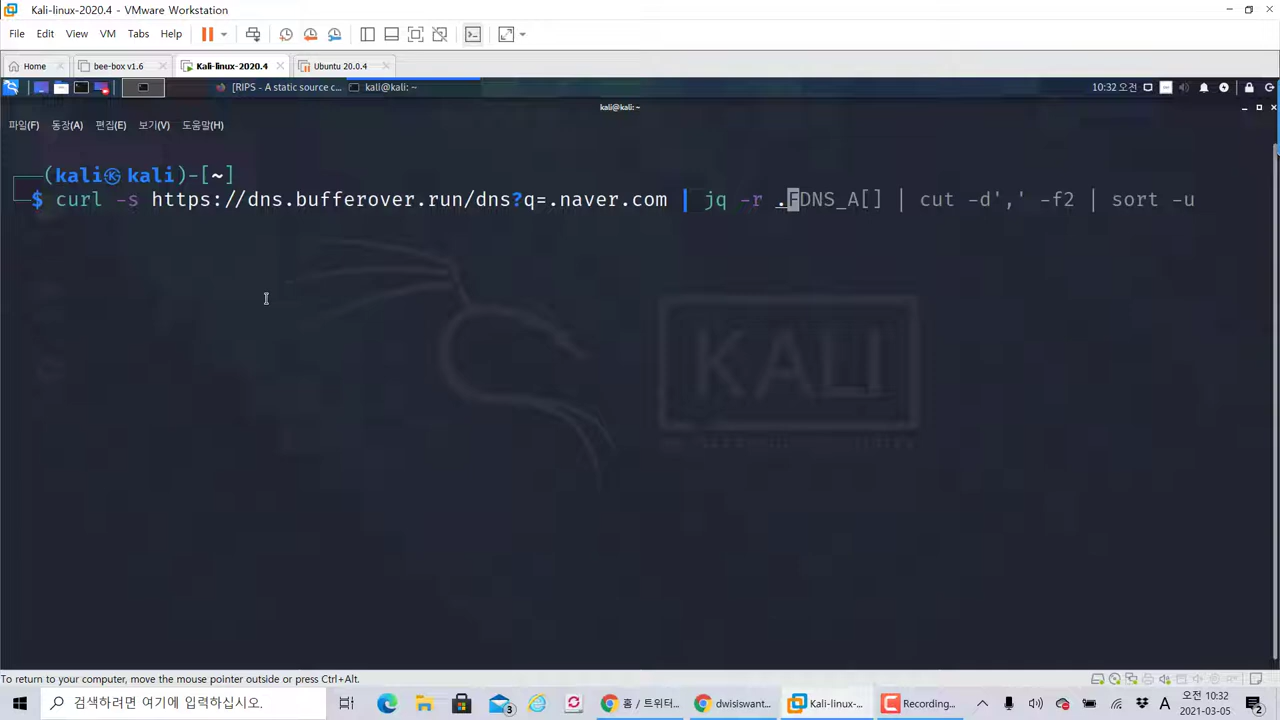 Kali-linux-2020.4 - VMware Workstation
File Edit View VM Tabs Help
Home bee-box v1.6 Kali-linux-2020.4 Ubuntu 20.0.4
[RIPS - A static source c... kali@kali: ~ 10:32 오전
kali@kali: ~
파일(F) 동장(A) 편집(E) 보기(V) 도움말(H)
(kali㉿kali)-[~]
$ curl -s https://dns.bufferover.run/dns?q=.naver.com | jq -r .FDNS_A[] | cut -d',' -f2 | sort -u
KALI
To return to your computer, move the mouse pointer outside or press Ctrl+Alt.
검색하려면 여기에 입력하십시오. 3 홈 / 트위터... dwisiswant... Kali-linux-... Recording... A 오전 10:32
2021-03-05 2